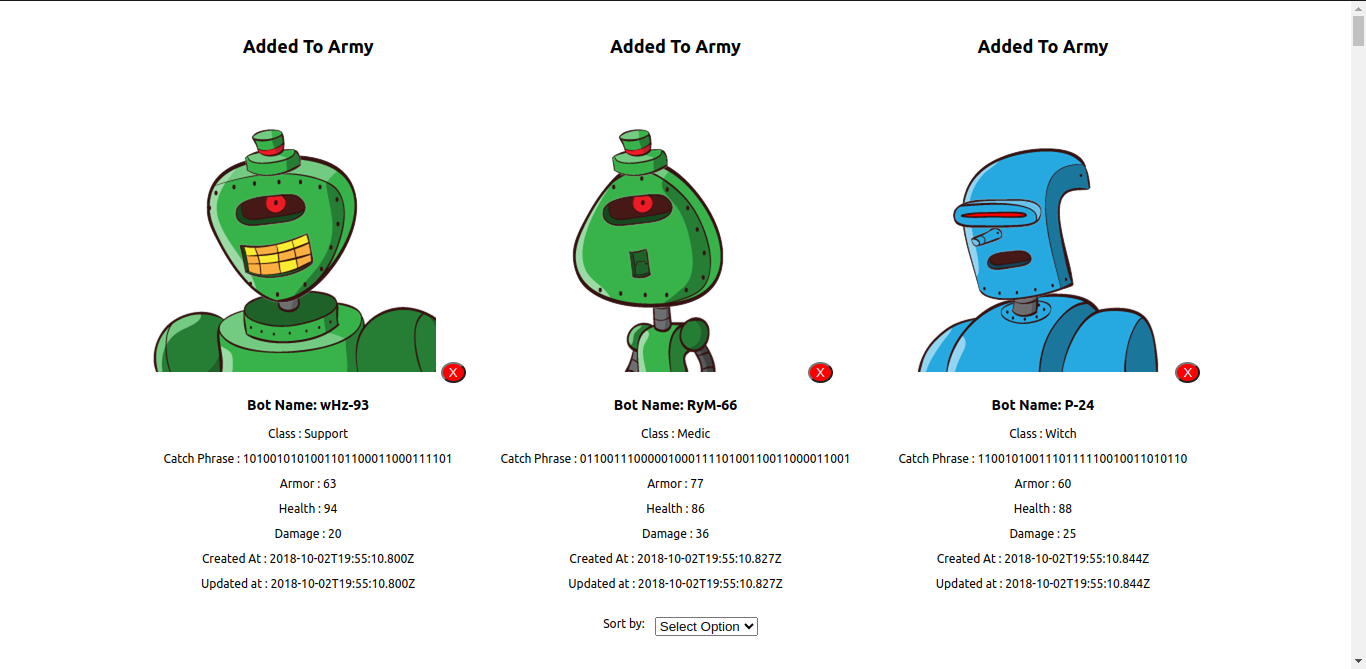 Added To Army
Added To Army
Added To Army
X
X
X
Bot Name: wHz-93
Class : Support
Catch Phrase : 1010010101001101100011000111101
Armor : 63
Health : 94
Damage : 20
Created At : 2018-10-02T19:55:10.800Z
Updated at : 2018-10-02T19:55:10.800Z
Bot Name: RyM-66
Class : Medic
Catch Phrase : 0110011100000100011110100110011000011001
Armor : 77
Health : 86
Damage : 36
Created At : 2018-10-02T19:55:10.827Z
Updated at : 2018-10-02T19:55:10.827Z
Bot Name: P-24
Class : Witch
Catch Phrase : 1100101001110111110010011010110
Armor : 60
Health : 88
Damage : 25
Created At : 2018-10-02T19:55:10.844Z
Updated at : 2018-10-02T19:55:10.844Z
Sort by: Select Option